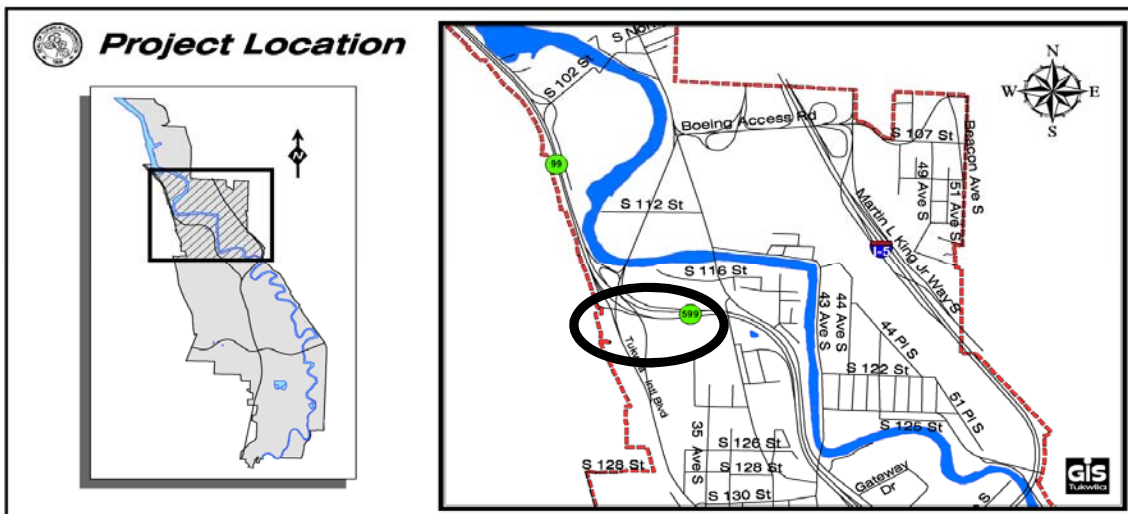 Project Location
N
N
W
E
S
S 102 St
S Nor
Boeing Access Rd
S 107 St
Beacon Ave S
49 Ave S
51 Ave S
99
S 112 St
Martin L King Jr Way S
I-5
S 116 St
43 Ave S
44 Ave S
599
44 Pl S
Tukwila Intl Blvd
S 122 St
51 Pl S
S 125 St
35 Ave S
S 126 St
S 128 St
S 128 St
S 130 St
Gateway Dr
S
GIS
Tukwila